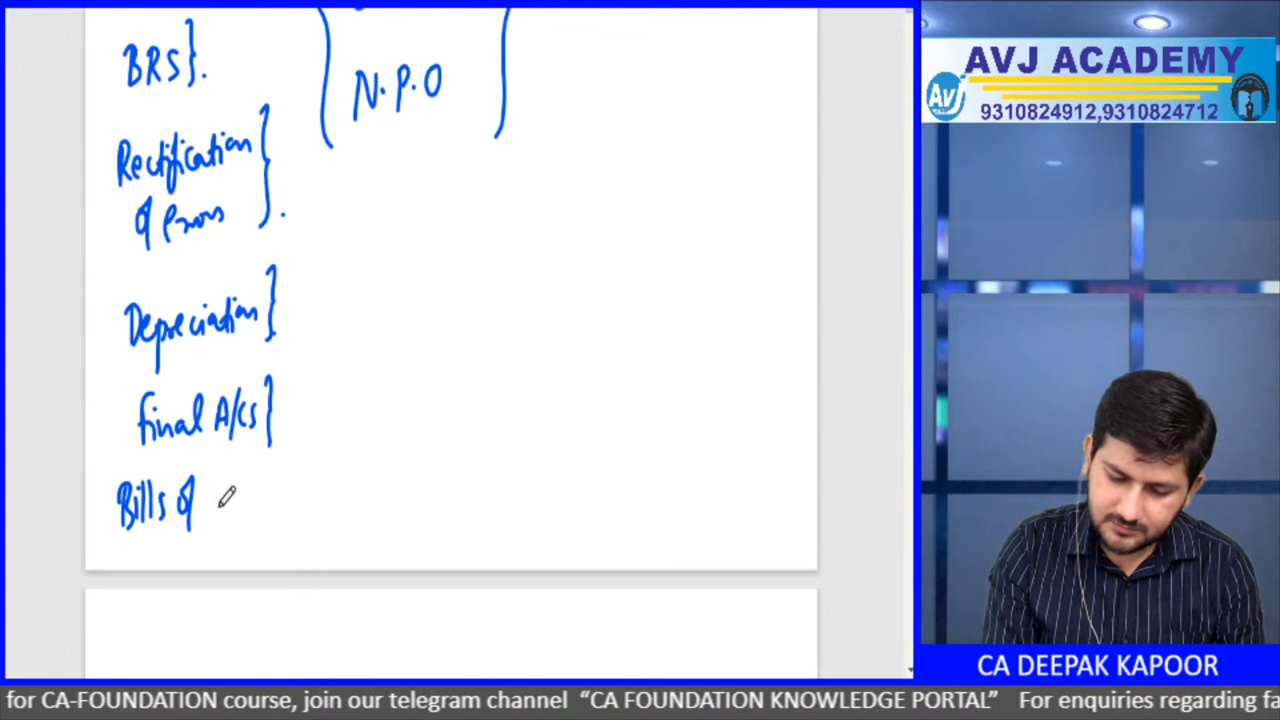 BRS}.
N.P.O
Rectification
of Errors
Depreciation
Final A/cs
Bills of
AVJ ACADEMY
AV
9310824912,9310824712
CA DEEPAK KAPOOR
for CA-FOUNDATION course, join our telegram channel "CA FOUNDATION KNOWLEDGE PORTAL" For enquiries regarding fa